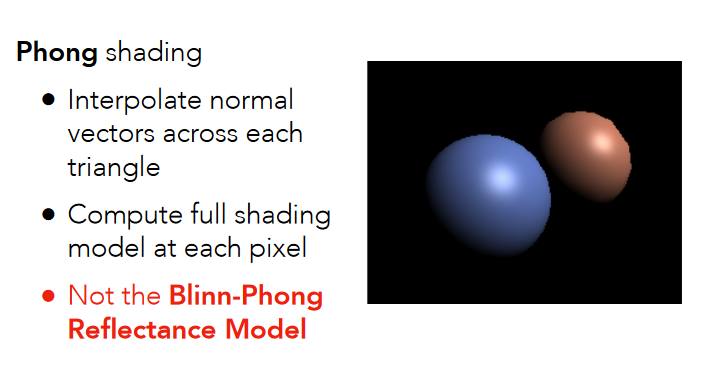 Phong shading
• Interpolate normal
vectors across each
triangle
• Compute full shading
model at each pixel
• Not the Blinn-Phong
Reflectance Model